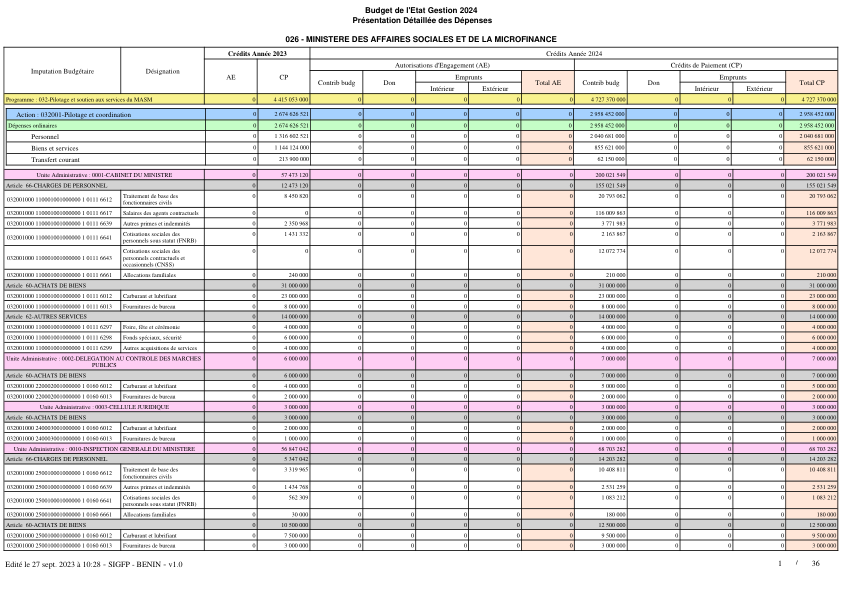 Budget de l'Etat Gestion 2024
Présentation Détaillée des Dépenses
026 - MINISTERE DES AFFAIRES SOCIALES ET DE LA MICROFINANCE
Imputation Budgétaire Désignation Crédits Année 2023 Crédits Année 2024
AE CP Autorisations d'Engagement (AE) Crédits de Paiement (CP)
Contrib budg Don Emprunts Total AE Contrib budg Don Emprunts Total CP
Intérieur Extérieur Intérieur Extérieur
Programme : 032-Pilotage et soutien aux services du MASM 0 4 415 053 000 0 0 0 0 0 4 727 370 000 0 0 0 4 727 370 000
Action : 032001-Pilotage et coordination 0 2 674 626 521 0 0 0 0 0 2 958 452 000 0 0 0 2 958 452 000
Dépenses ordinaires 0 2 674 626 521 0 0 0 0 0 2 958 452 000 0 0 0 2 958 452 000
Personnel 0 1 316 602 521 0 0 0 0 0 2 040 681 000 0 0 0 2 040 681 000
Biens et services 0 1 144 124 000 0 0 0 0 0 855 621 000 0 0 0 855 621 000
Transfert courant 0 213 900 000 0 0 0 0 0 62 150 000 0 0 0 62 150 000
Unite Administrative : 0001-CABINET DU MINISTRE 0 57 473 120 0 0 0 0 0 200 021 549 0 0 0 200 021 549
Article 66-CHARGES DE PERSONNEL 0 12 473 120 0 0 0 0 0 155 021 549 0 0 0 155 021 549
032001000 1100001001000000 1 0111 6612 Traitement de base des fonctionnaires civils 0 8 450 820 0 0 0 0 0 20 793 062 0 0 0 20 793 062
032001000 1100001001000000 1 0111 6617 Salaires des agents contractuels 0 0 0 0 0 0 0 116 009 863 0 0 0 116 009 863
032001000 1100001001000000 1 0111 6639 Autres primes et indemnités 0 2 350 968 0 0 0 0 0 3 771 983 0 0 0 3 771 983
032001000 1100001001000000 1 0111 6641 Cotisations sociales des personnels sous statut (FNRB) 0 1 431 332 0 0 0 0 0 2 163 867 0 0 0 2 163 867
032001000 1100001001000000 1 0111 6643 Cotisations sociales des personnels contractuels et occasionnels (CNSS). 0 0 0 0 0 0 0 12 072 774 0 0 0 12 072 774
032001000 1100001001000000 1 0111 6661 Allocations familiales 0 240 000 0 0 0 0 0 210 000 0 0 0 210 000
Article 60-ACHATS DE BIENS 0 31 000 000 0 0 0 0 0 31 000 000 0 0 0 31 000 000
032001000 1100001001000000 1 0111 6012 Carburant et lubrifiant 0 23 000 000 0 0 0 0 0 23 000 000 0 0 0 23 000 000
032001000 1100001001000000 1 0111 6013 Fournitures de bureau 0 8 000 000 0 0 0 0 0 8 000 000 0 0 0 8 000 000
Article 62-AUTRES SERVICES 0 14 000 000 0 0 0 0 0 14 000 000 0 0 0 14 000 000
032001000 1100001001000000 1 0111 6297 Foire, fête et cérémonie 0 4 000 000 0 0 0 0 0 4 000 000 0 0 0 4 000 000
032001000 1100001001000000 1 0111 6298 Fonds spéciaux, sécurité 0 6 000 000 0 0 0 0 0 6 000 000 0 0 0 6 000 000
032001000 1100001001000000 1 0111 6299 Autres acquisitions de services 0 4 000 000 0 0 0 0 0 4 000 000 0 0 0 4 000 000
Unite Administrative : 0002-DELEGATION AU CONTROLE DES MARCHES PUBLICS 0 6 000 000 0 0 0 0 0 7 000 000 0 0 0 7 000 000
Article 60-ACHATS DE BIENS 0 6 000 000 0 0 0 0 0 7 000 000 0 0 0 7 000 000
032001000 2200002001000000 1 0160 6012 Carburant et lubrifiant 0 4 000 000 0 0 0 0 0 5 000 000 0 0 0 5 000 000
032001000 2200002001000000 1 0160 6013 Fournitures de bureau 0 2 000 000 0 0 0 0 0 2 000 000 0 0 0 2 000 000
Unite Administrative : 0003-CELLULE JURIDIQUE 0 3 000 000 0 0 0 0 0 3 000 000 0 0 0 3 000 000
Article 60-ACHATS DE BIENS 0 3 000 000 0 0 0 0 0 3 000 000 0 0 0 3 000 000
032001000 2400003001000000 1 0160 6012 Carburant et lubrifiant 0 2 000 000 0 0 0 0 0 2 000 000 0 0 0 2 000 000
032001000 2400003001000000 1 0160 6013 Fournitures de bureau 0 1 000 000 0 0 0 0 0 1 000 000 0 0 0 1 000 000
Unite Administrative : 0010-INSPECTION GENERALE DU MINISTERE 0 56 847 042 0 0 0 0 0 68 703 282 0 0 0 68 703 282
Article 66-CHARGES DE PERSONNEL 0 5 347 042 0 0 0 0 0 14 203 282 0 0 0 14 203 282
032001000 2500010001000000 1 0160 6612 Traitement de base des fonctionnaires civils 0 3 319 965 0 0 0 0 0 10 408 811 0 0 0 10 408 811
032001000 2500010001000000 1 0160 6639 Autres primes et indemnités 0 1 434 768 0 0 0 0 0 2 531 259 0 0 0 2 531 259
032001000 2500010001000000 1 0160 6641 Cotisations sociales des personnels sous statut (FNRB) 0 562 309 0 0 0 0 0 1 083 212 0 0 0 1 083 212
032001000 2500010001000000 1 0160 6661 Allocations familiales 0 30 000 0 0 0 0 0 180 000 0 0 0 180 000
Article 60-ACHATS DE BIENS 0 10 500 000 0 0 0 0 0 12 500 000 0 0 0 12 500 000
032001000 2500010001000000 1 0160 6012 Carburant et lubrifiant 0 7 500 000 0 0 0 0 0 9 500 000 0 0 0 9 500 000
032001000 2500010001000000 1 0160 6013 Fournitures de bureau 0 3 000 000 0 0 0 0 0 3 000 000 0 0 0 3 000 000
Edité le 27 sept. 2023 à 10:28 - SIGFP - BENIN - v1.0 1 / 36